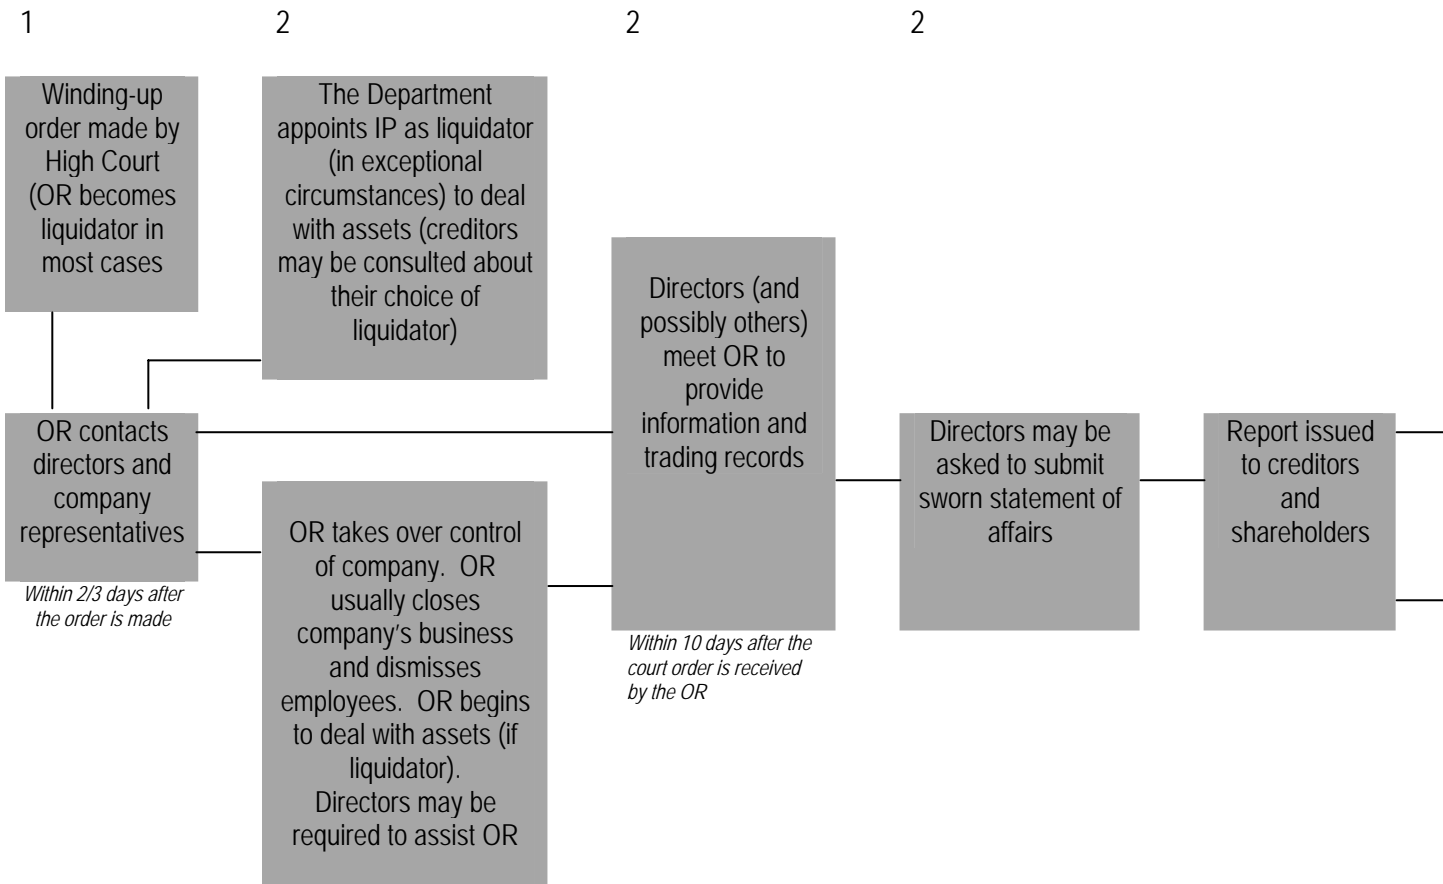 1
2
2
2
Winding-up
order made by
High Court
(OR becomes
liquidator in
most cases
The Department
appoints IP as liquidator
(in exceptional
circumstances) to deal
with assets (creditors
may be consulted about
their choice of
liquidator)
OR contacts
directors and
company
representatives
Within 2/3 days after
the order is made
OR takes over control
of company. OR
usually closes
company's business
and dismisses
employees. OR begins
to deal with assets (if
liquidator).
Directors may be
required to assist OR
Directors (and
possibly others)
meet OR to
provide
information and
trading records
Within 10 days after the
court order is received
by the OR
Directors may be
asked to submit
sworn statement of
affairs
Report issued
to creditors
and
shareholders